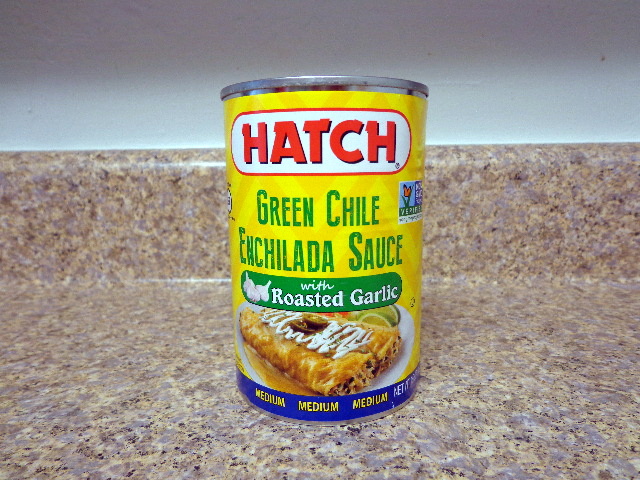 HATCH
GREEN CHILE
ENCHILADA SAUCE
with
Roasted Garlic
MEDIUM MEDIUM MEDIUM